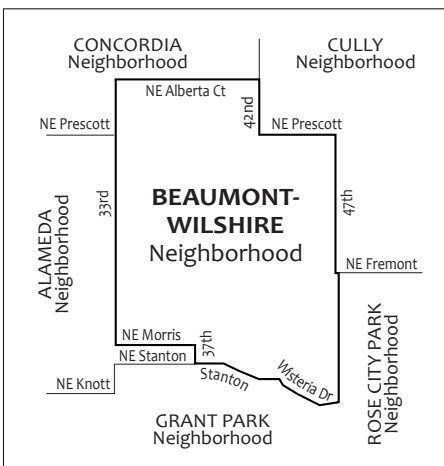 CONCORDIA
Neighborhood
CULLY
Neighborhood
NE Alberta Ct
42nd
NE Prescott
NE Prescott
33rd
BEAUMONT-
WILSHIRE
Neighborhood
47th
ALAMEDA
Neighborhood
NE Fremont
NE Morris
37th
NE Stanton
Stanton
Wisteria Dr
NE Knott
ROSE CITY PARK
Neighborhood
GRANT PARK
Neighborhood